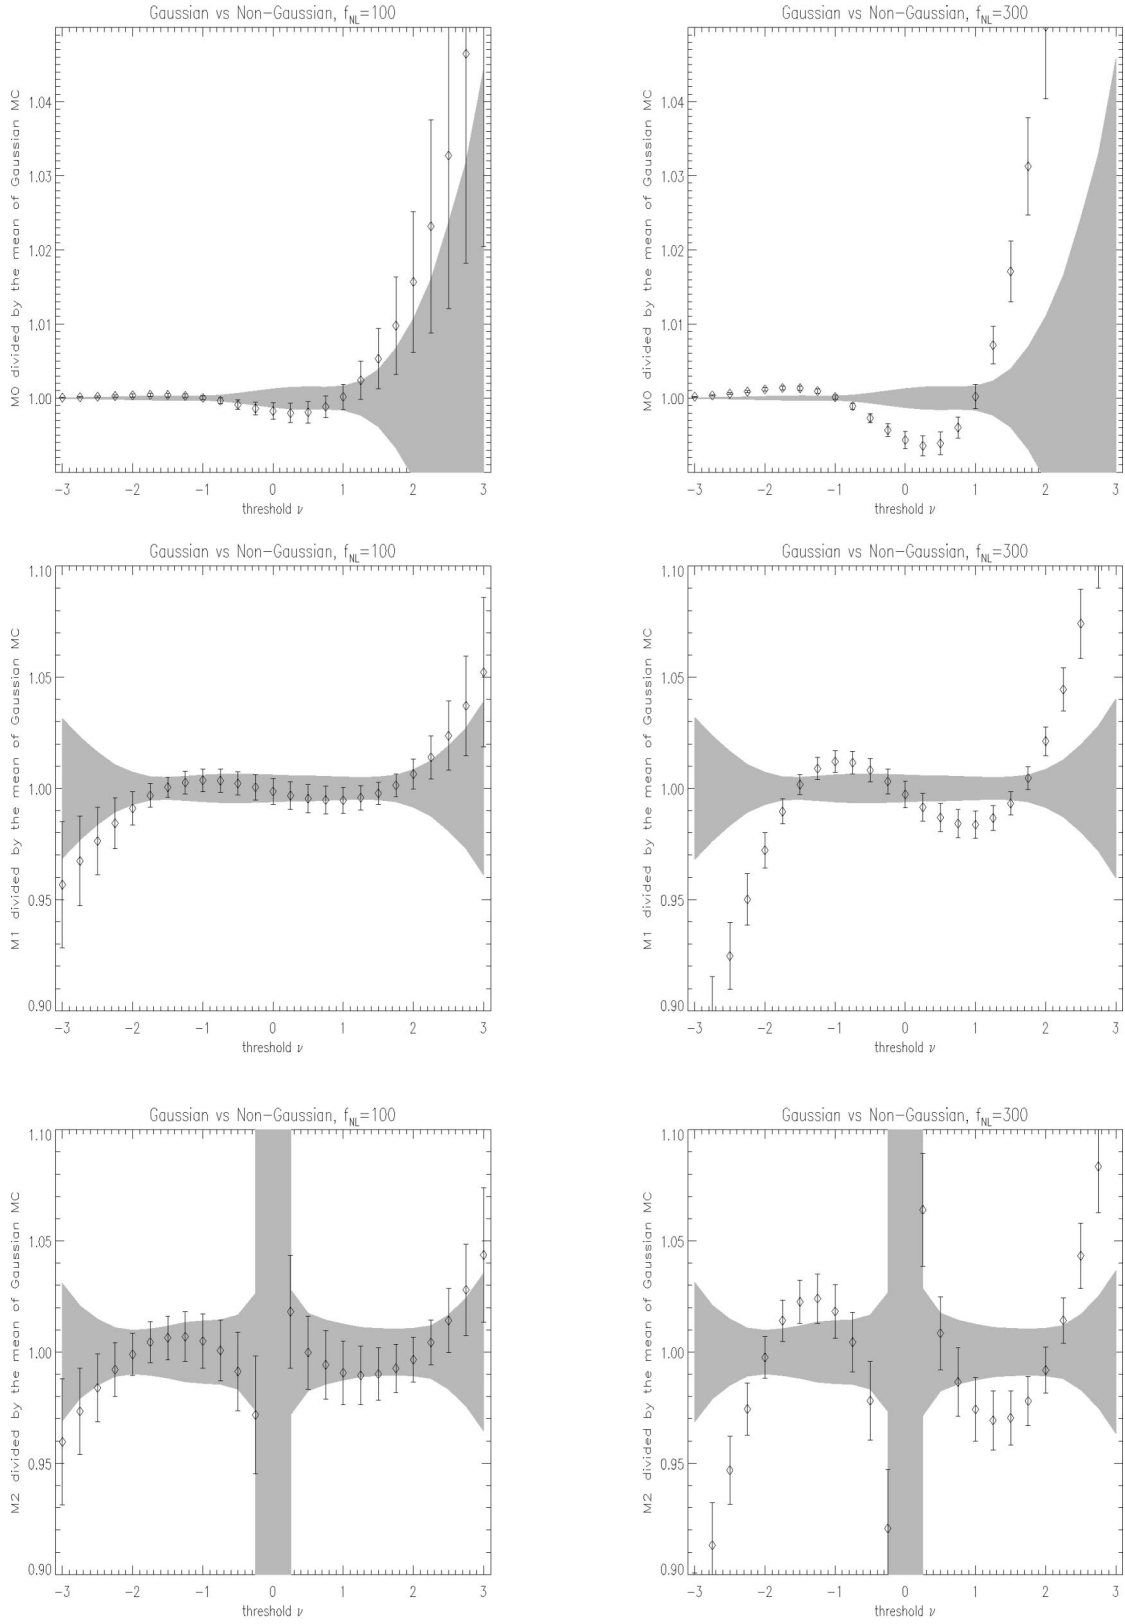 Gaussian vs Non-Gaussian, f_NL=100
M0 divided by the mean of Gaussian MC
1.04
1.03
1.02
1.01
1.00
-3 -2 -1 0 1 2 3
threshold ν
Gaussian vs Non-Gaussian, f_NL=300
M0 divided by the mean of Gaussian MC
1.04
1.03
1.02
1.01
1.00
-3 -2 -1 0 1 2 3
threshold ν
Gaussian vs Non-Gaussian, f_NL=100
M1 divided by the mean of Gaussian MC
1.10
1.05
1.00
0.95
0.90
-3 -2 -1 0 1 2 3
threshold ν
Gaussian vs Non-Gaussian, f_NL=300
M1 divided by the mean of Gaussian MC
1.10
1.05
1.00
0.95
0.90
-3 -2 -1 0 1 2 3
threshold ν
Gaussian vs Non-Gaussian, f_NL=100
M2 divided by the mean of Gaussian MC
1.10
1.05
1.00
0.95
0.90
-3 -2 -1 0 1 2 3
threshold ν
Gaussian vs Non-Gaussian, f_NL=300
M2 divided by the mean of Gaussian MC
1.10
1.05
1.00
0.95
0.90
-3 -2 -1 0 1 2 3
threshold ν